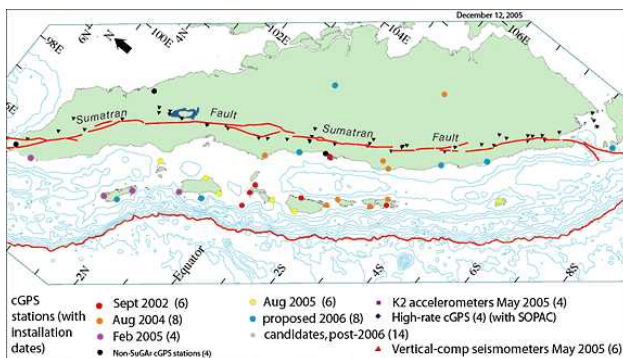 December 12, 2005
98E
6N
N
100E
4N
102E
104E
106E
6E
Sumatran
Fault
Sumatran
Fault
2N
Equator
2S
4S
6S
8S
cGPS
stations (with
installation
dates)
Sept 2002 (6)
Aug 2004 (8)
Feb 2005 (4)
Non-SuGAr cGPS stations (4)
Aug 2005 (6)
proposed 2006 (8)
candidates, post-2006 (14)
K2 accelerometers May 2005 (4)
High-rate cGPS (4) (with SOPAC)
Vertical-comp seismometers May 2005 (6)